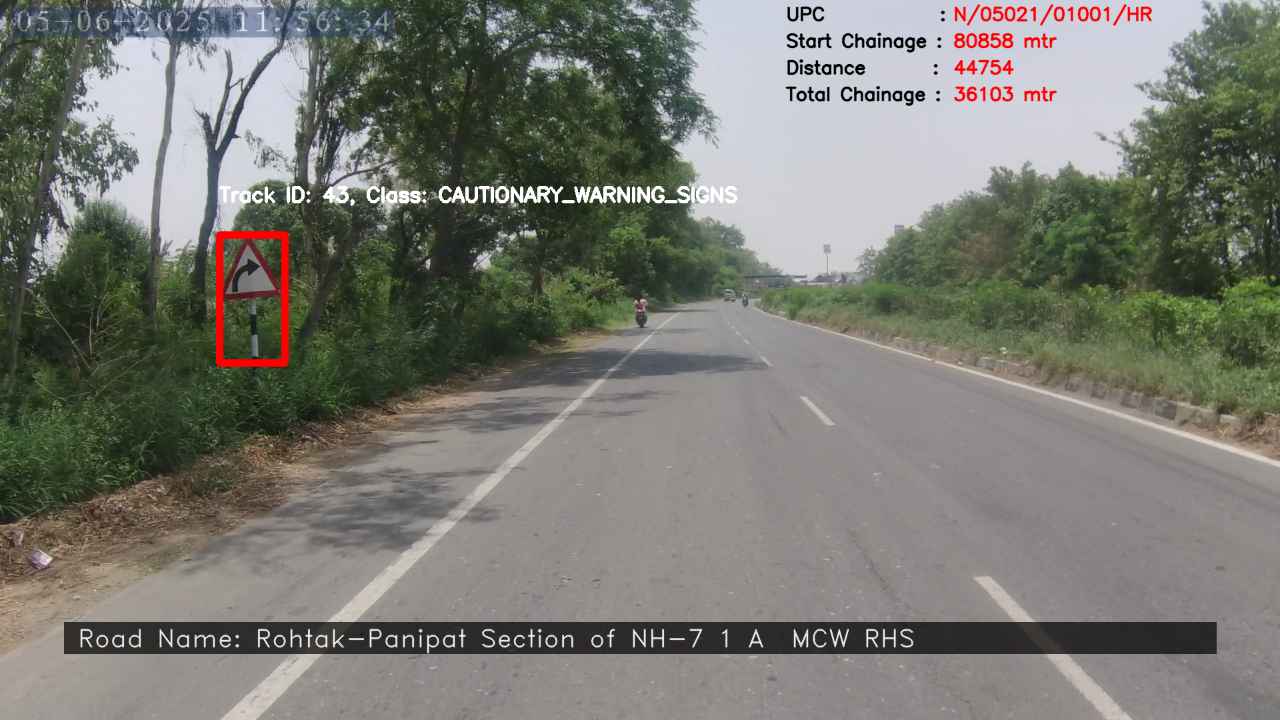 05-06-2025 11:56:34
UPC : N/05021/01001/HR
Start Chainage : 80858 mtr
Distance : 44754
Total Chainage : 36103 mtr
Track ID: 43, Class: CAUTIONARY_WARNING_SIGNS
Road Name: Rohtak-Panipat Section of NH-7 1 A MCW RHS